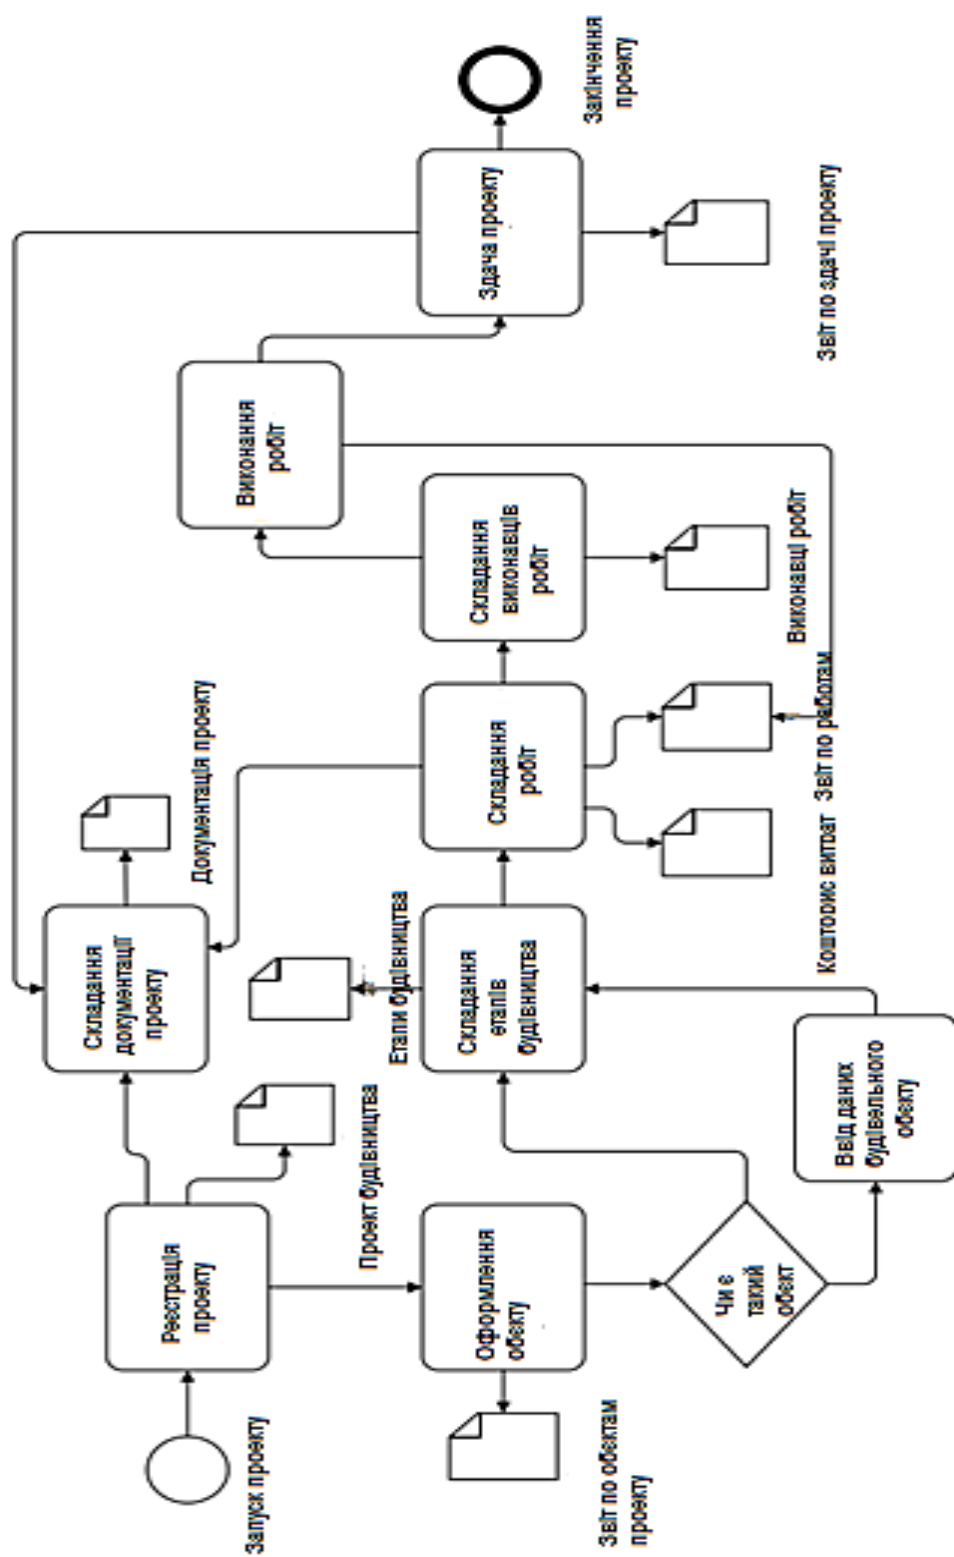 Запуск проекту
Реєстрація
проекту
Проект будівництва
Складання
документації
проекту
Документація проекту
Оформлення
обєкту
Звіт по обєктам
проекту
Чи є
такий
обєкт
Ввід даних
будівельного
обєкту
Складання
етапів
будівництва
Етапи будівництва
Складання
робіт
Кошторис витрат
Звіт по работам
Складання
виконавців
робіт
Виконавці робіт
Виконання
робіт
Здача проекту
Звіт по здачі проекту
Закінчення
проекту